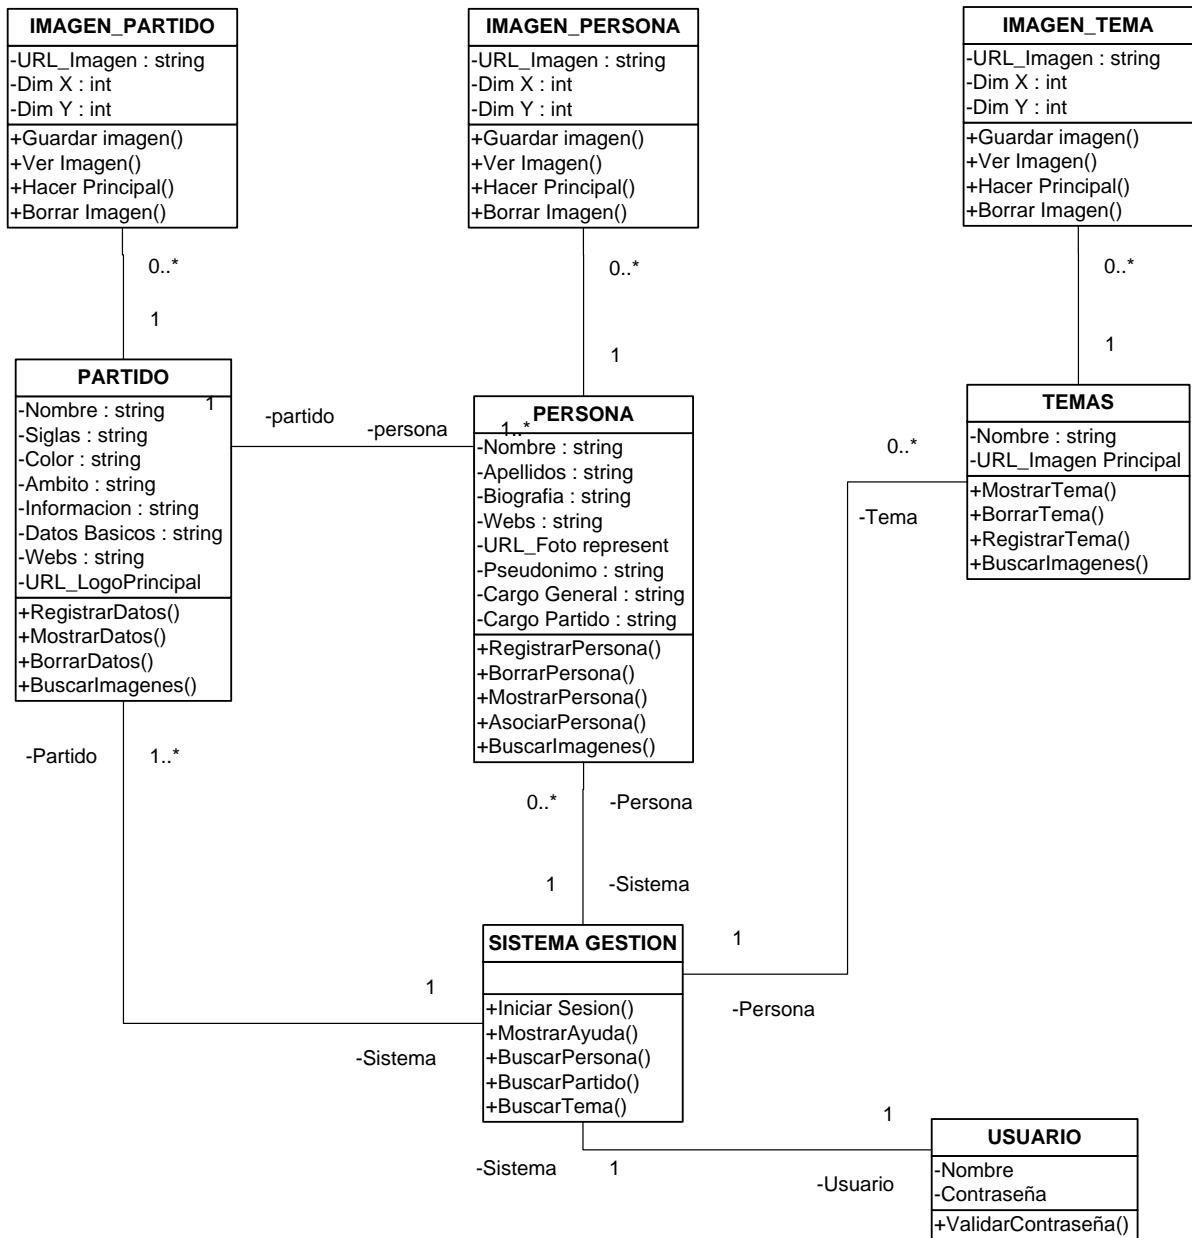 IMAGEN_PARTIDO
-URL_Imagen : string
-Dim X : int
-Dim Y : int
+Guardar imagen()
+Ver Imagen()
+Hacer Principal()
+Borrar Imagen()
IMAGEN_PERSONA
-URL_Imagen : string
-Dim X : int
-Dim Y : int
+Guardar imagen()
+Ver Imagen()
+Hacer Principal()
+Borrar Imagen()
IMAGEN_TEMA
-URL_Imagen : string
-Dim X : int
-Dim Y : int
+Guardar imagen()
+Ver Imagen()
+Hacer Principal()
+Borrar Imagen()
0..*
1
0..*
1
0..*
1
PARTIDO
-Nombre : string
-Siglas : string
-Color : string
-Ambito : string
-Informacion : string
-Datos Basicos : string
-Webs : string
-URL_LogoPrincipal
+RegistrarDatos()
+MostrarDatos()
+BorrarDatos()
+BuscarImagenes()
1
-partido
-persona
1..*
PERSONA
-Nombre : string
-Apellidos : string
-Biografia : string
-Webs : string
-URL_Foto represent
-Pseudonimo : string
-Cargo General : string
-Cargo Partido : string
+RegistrarPersona()
+BorrarPersona()
+MostrarPersona()
+AsociarPersona()
+BuscarImagenes()
TEMAS
-Nombre : string
-URL_Imagen Principal
+MostrarTema()
+BorrarTema()
+RegistrarTema()
+BuscarImagenes()
0..*
-Tema
-Partido
1..*
0..*
-Persona
1
-Sistema
SISTEMA GESTION
+Iniciar Sesion()
+MostrarAyuda()
+BuscarPersona()
+BuscarPartido()
+BuscarTema()
1
-Persona
1
-Sistema
-Sistema
1
1
-Usuario
USUARIO
-Nombre
-Contraseña
+ValidarContraseña()